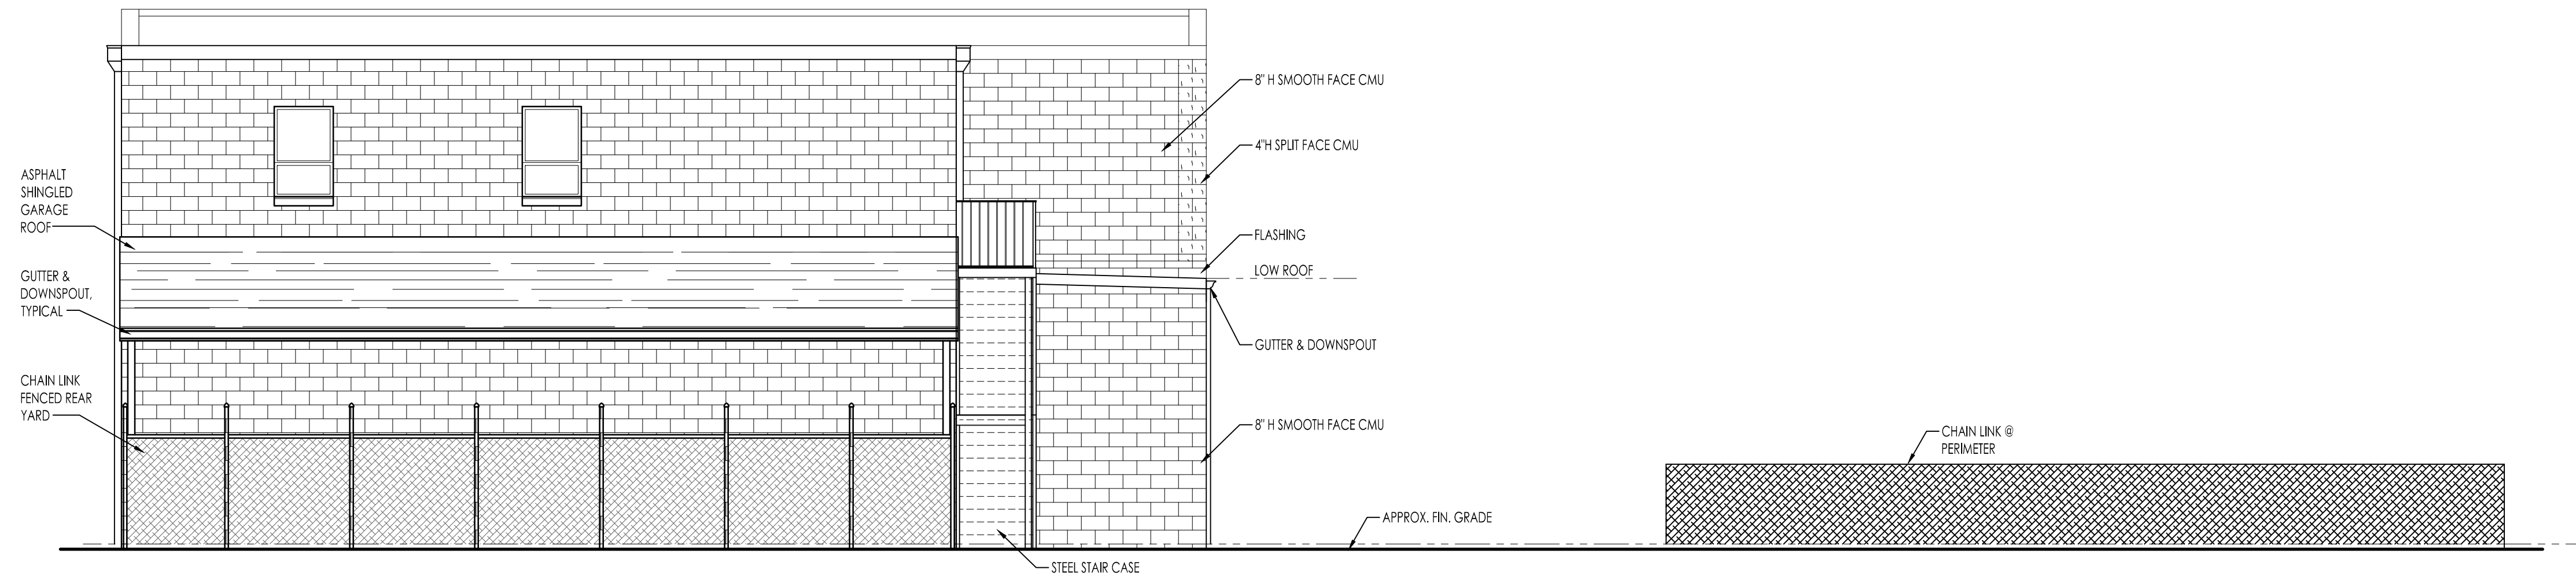 8" H SMOOTH FACE CMU
4"H SPLIT FACE CMU
ASPHALT
SHINGLED
GARAGE
ROOF
FLASHING
LOW ROOF
GUTTER &
DOWNSPOUT,
TYPICAL
GUTTER & DOWNSPOUT
CHAIN LINK
FENCED REAR
YARD
8" H SMOOTH FACE CMU
CHAIN LINK @
PERIMETER
APPROX. FIN. GRADE
STEEL STAIR CASE